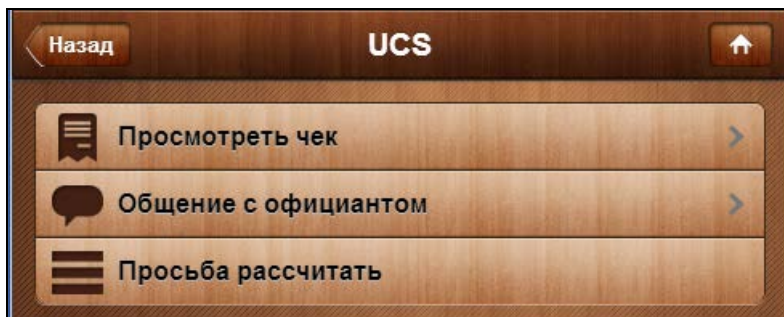 Назад
UCS
Просмотреть чек
Общение с официантом
Просьба рассчитать